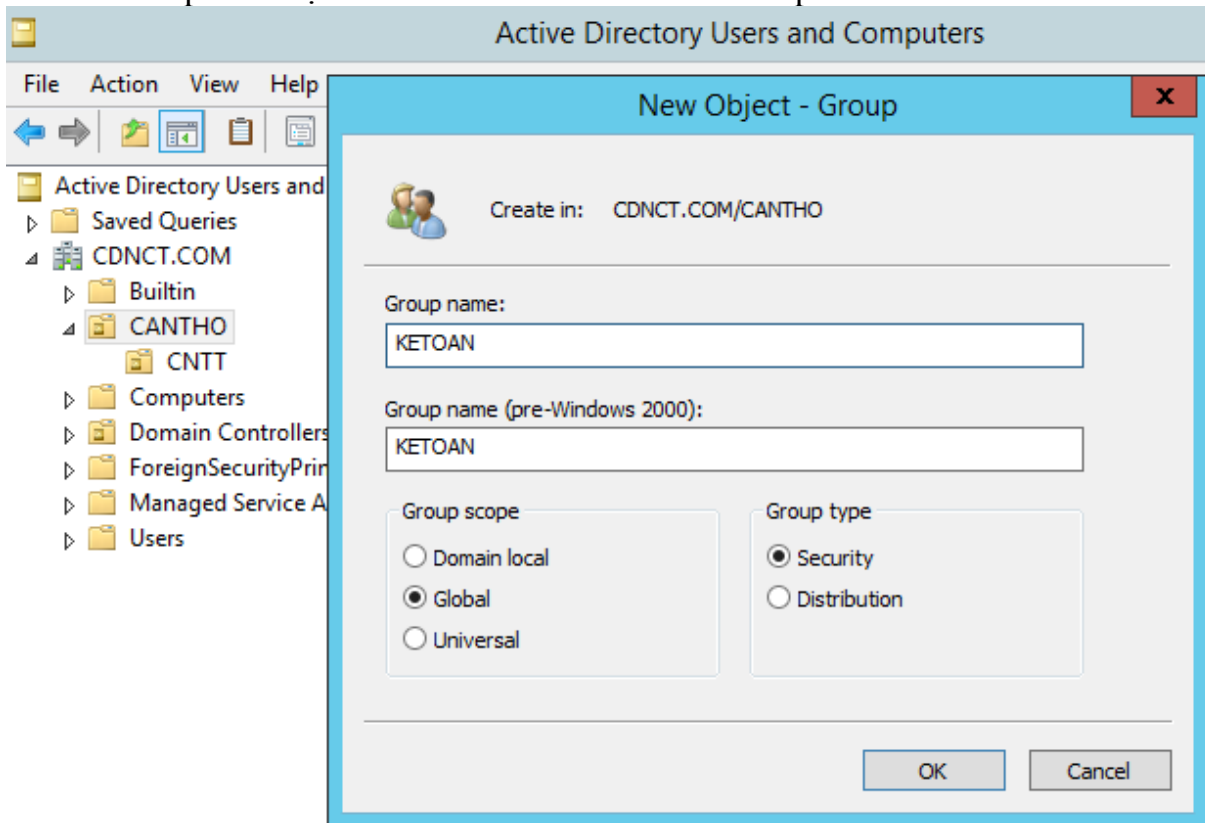 Active Directory Users and Computers
File Action View Help
New Object - Group
x
Active Directory Users and
Saved Queries
CDNCT.COM
Builtin
CANTHO
CNTT
Computers
Domain Controllers
ForeignSecurityPrin
Managed Service A
Users
Create in: CDNCT.COM/CANTHO
Group name:
KETOAN
Group name (pre-Windows 2000):
KETOAN
Group scope
Domain local
Global
Universal
Group type
Security
Distribution
OK Cancel